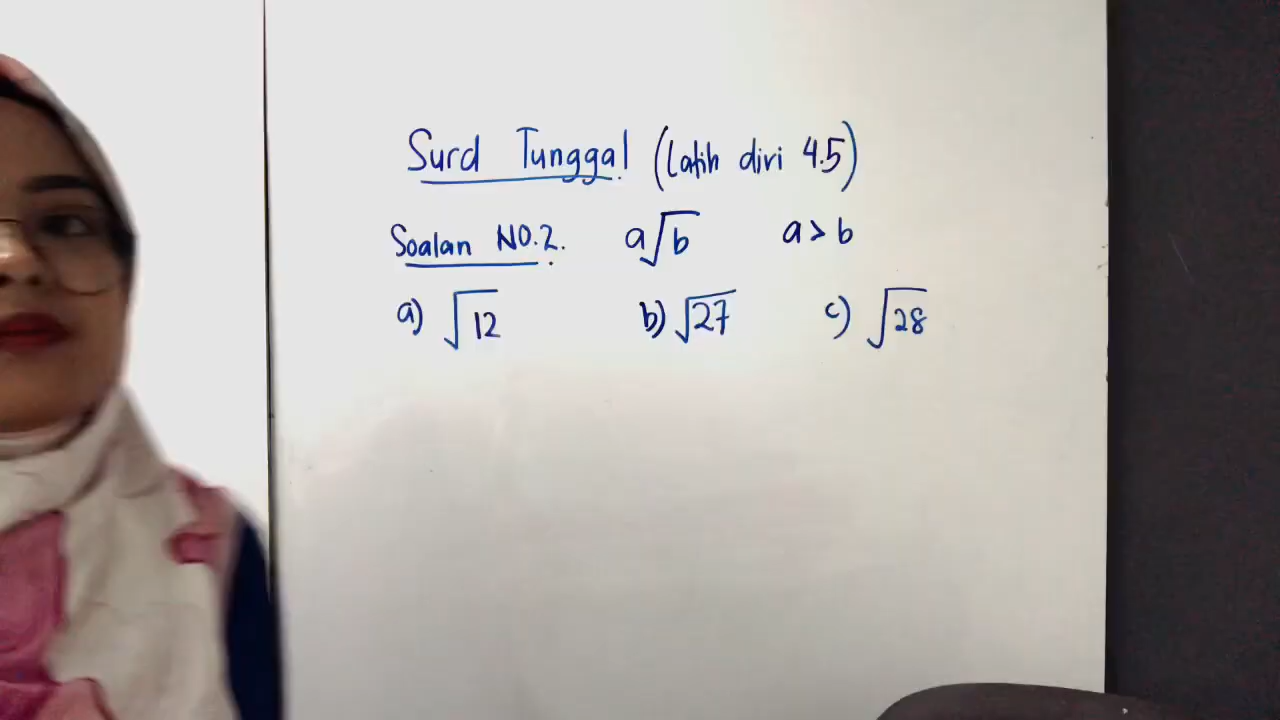 Surd Tunggal (Latih diri 4.5)
Soalan NO.2. a√b a > b
a) √12 b) √27 c) √28